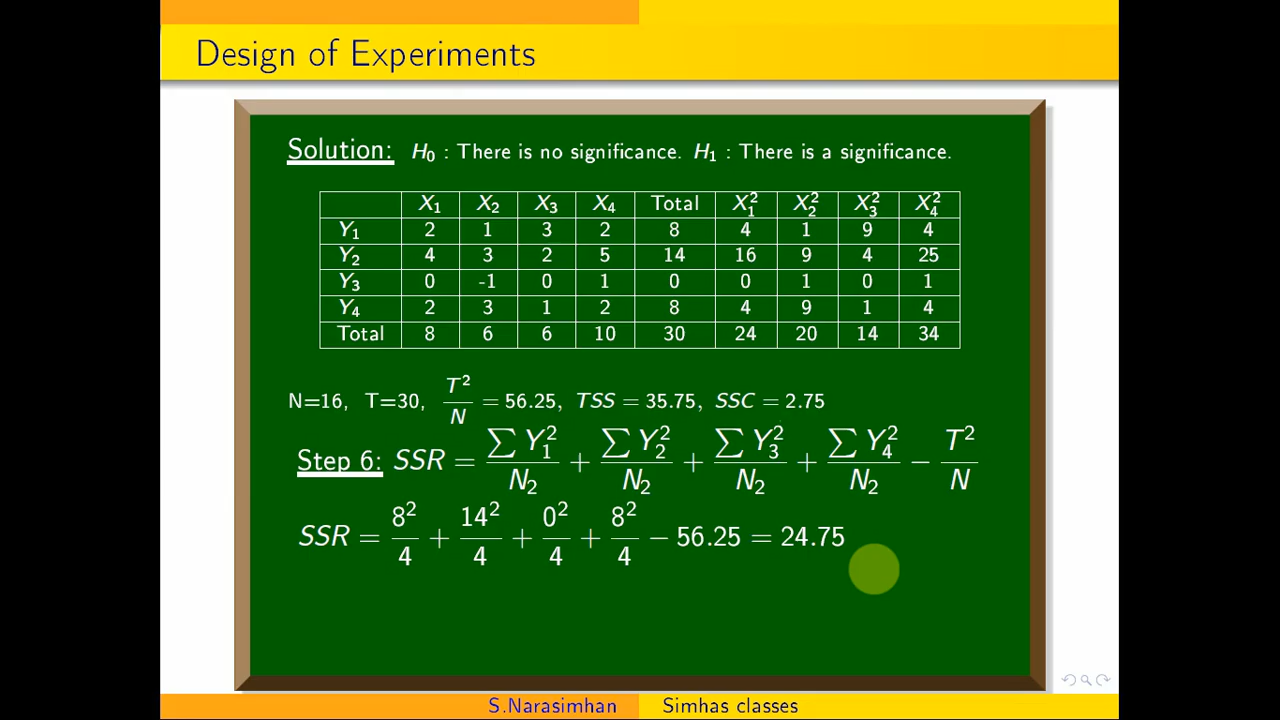 Design of Experiments
Solution: H₀ : There is no significance. H₁ : There is a significance.
X₁ X₂ X₃ X₄ Total X₁² X₂² X₃² X₄²
Y₁ 2 1 3 2 8 4 1 9 4
Y₂ 4 3 2 5 14 16 9 4 25
Y₃ 0 -1 0 1 0 0 1 0 1
Y₄ 2 3 1 2 8 4 9 1 4
Total 8 6 6 10 30 24 20 14 34
N=16, T=30, T²/N = 56.25, TSS = 35.75, SSC = 2.75
Step 6: SSR = ∑Y₁²/N₂ + ∑Y₂²/N₂ + ∑Y₃²/N₂ + ∑Y₄²/N₂ − T²/N
SSR = 8²/4 + 14²/4 + 0²/4 + 8²/4 − 56.25 = 24.75
S.Narasimhan Simhas classes